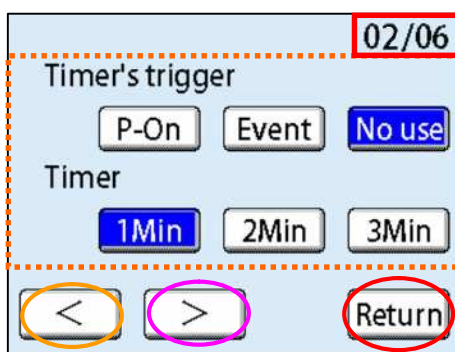 02/06
Timer's trigger
P-On Event No use
Timer
1Min 2Min 3Min
< > Return